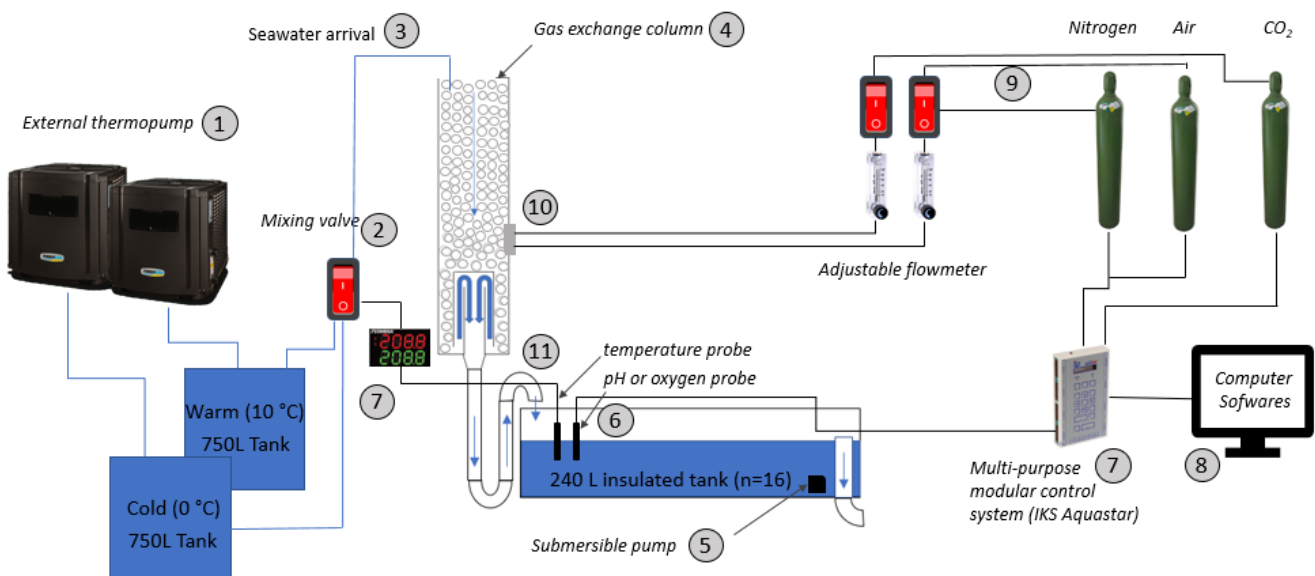 Seawater arrival 3
Gas exchange column 4
Nitrogen
Air
CO2
9
External thermopump 1
I
O
I
O
Mixing valve 2
10
I
O
Adjustable flowmeter
2088
2088
11
7
temperature probe
pH or oxygen probe
6
Warm (10 °C)
750L Tank
Computer
Sofwares
240 L insulated tank (n=16)
7
8
Multi-purpose
modular control
system (IKS Aquastar)
Cold (0 °C)
750L Tank
Submersible pump 5